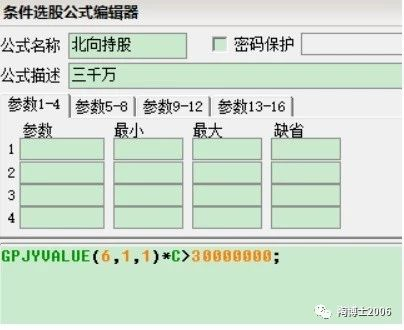 条件选股公式编辑器
公式名称 北向持股 密码保护
公式描述 三千万
参数1-4 参数5-8 参数9-12 参数13-16
参数 最小 最大 缺省
1
2
3
4
GPJYVALUE(6,1,1)*C>30000000;
淘博士2006